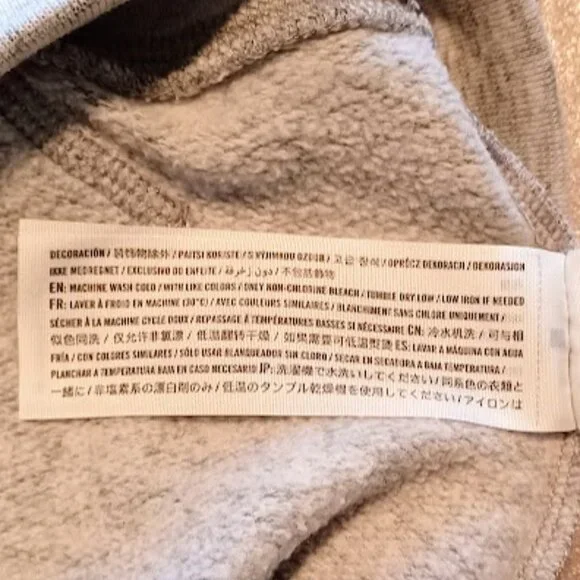 DECORACIÓN / 装饰物除外 / PAITSI KORISTE / S VÝJIMKOU OZDOB / 고급 장식 / OPRÓCZ DEKORACJI / DEKORASJON
IKKE MEDREGNET / EXCLUSIVO DO ENFEITE / دون زخرفة / 不包括饰物
EN: MACHINE WASH COLD / WITH LIKE COLORS / ONLY NON-CHLORINE BLEACH / TUMBLE DRY LOW / LOW IRON IF NEEDED
FR: LAVER À FROID EN MACHINE (30°C) / AVEC COULEURS SIMILAIRES / BLANCHIMENT SANS CHLORE UNIQUEMENT /
SÉCHER À LA MACHINE CYCLE DOUX / REPASSAGE À TEMPÉRATURES BASSES SI NÉCESSAIRE CN: 冷水机洗 / 可与相
似色同洗 / 仅允许非氯漂 / 低温翻转干燥 / 如果需要可低温熨烫 ES: LAVAR A MÁQUINA CON AGUA
FRÍA / CON COLORES SIMILARES / SÓLO USAR BLANQUEADOR SIN CLORO / SECAR EN SECADORA A BAJA TEMPERATURA /
PLANCHAR A TEMPERATURA BAJA EN CASO NECESARIO JP: 洗濯機で水洗いしてください / 同系色の衣類と
一緒に / 非塩素系の漂白剤のみ / 低温のタンブル乾燥機を使用してください / アイロンは